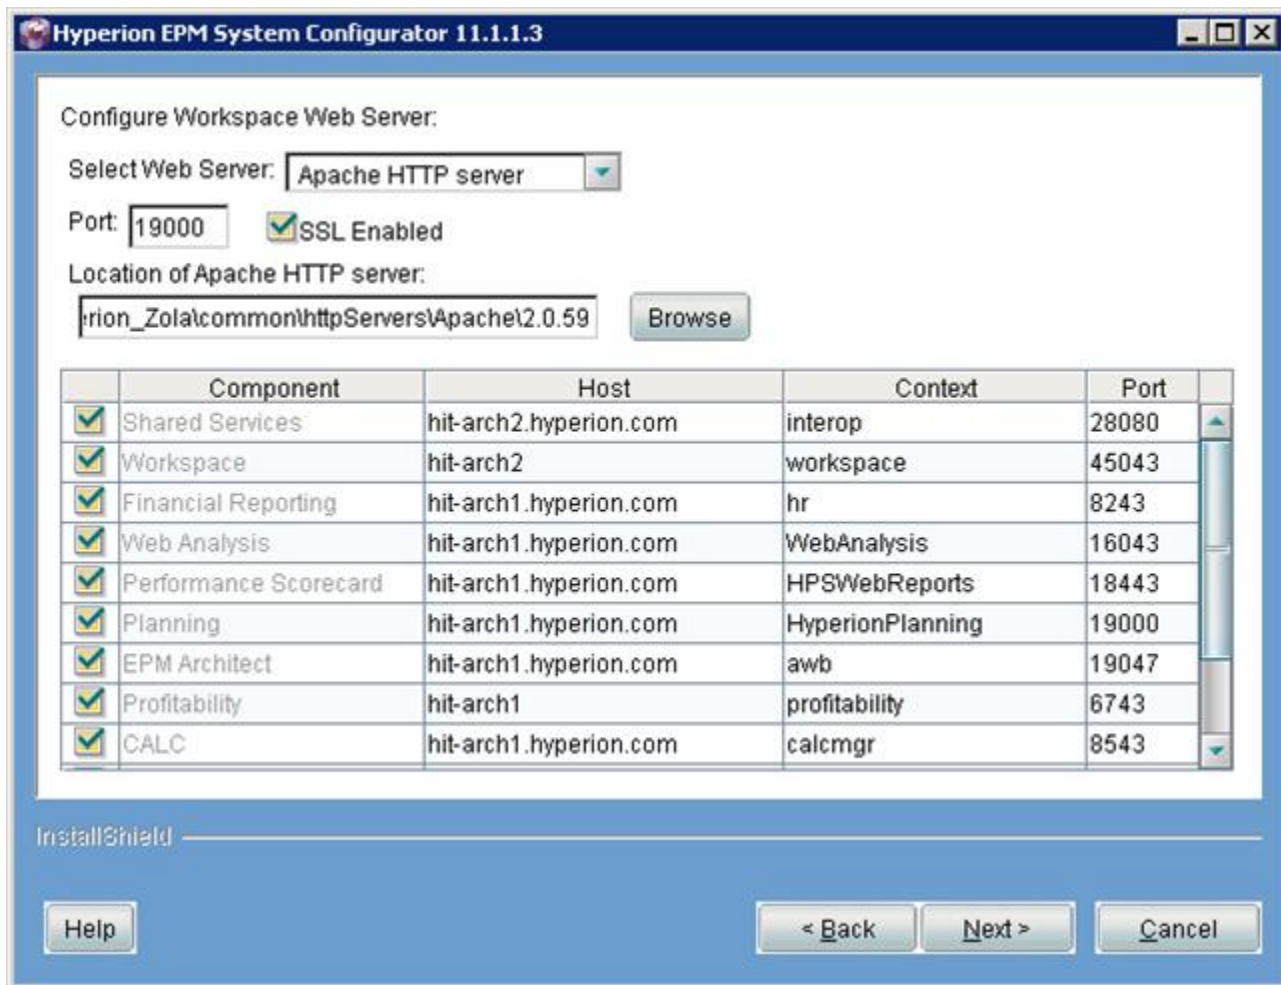 Hyperion EPM System Configurator 11.1.1.3
Configure Workspace Web Server:
Select Web Server: Apache HTTP server
Port: 19000 SSL Enabled
Location of Apache HTTP server:
rion_Zola\common\httpServers\Apache\2.0.59 Browse
Component Host Context Port
Shared Services hit-arch2.hyperion.com interop 28080
Workspace hit-arch2 workspace 45043
Financial Reporting hit-arch1.hyperion.com hr 8243
Web Analysis hit-arch1.hyperion.com WebAnalysis 16043
Performance Scorecard hit-arch1.hyperion.com HPSWebReports 18443
Planning hit-arch1.hyperion.com HyperionPlanning 19000
EPM Architect hit-arch1.hyperion.com awb 19047
Profitability hit-arch1 profitability 6743
CALC hit-arch1.hyperion.com calcmgr 8543
InstallShield
Help < Back Next > Cancel